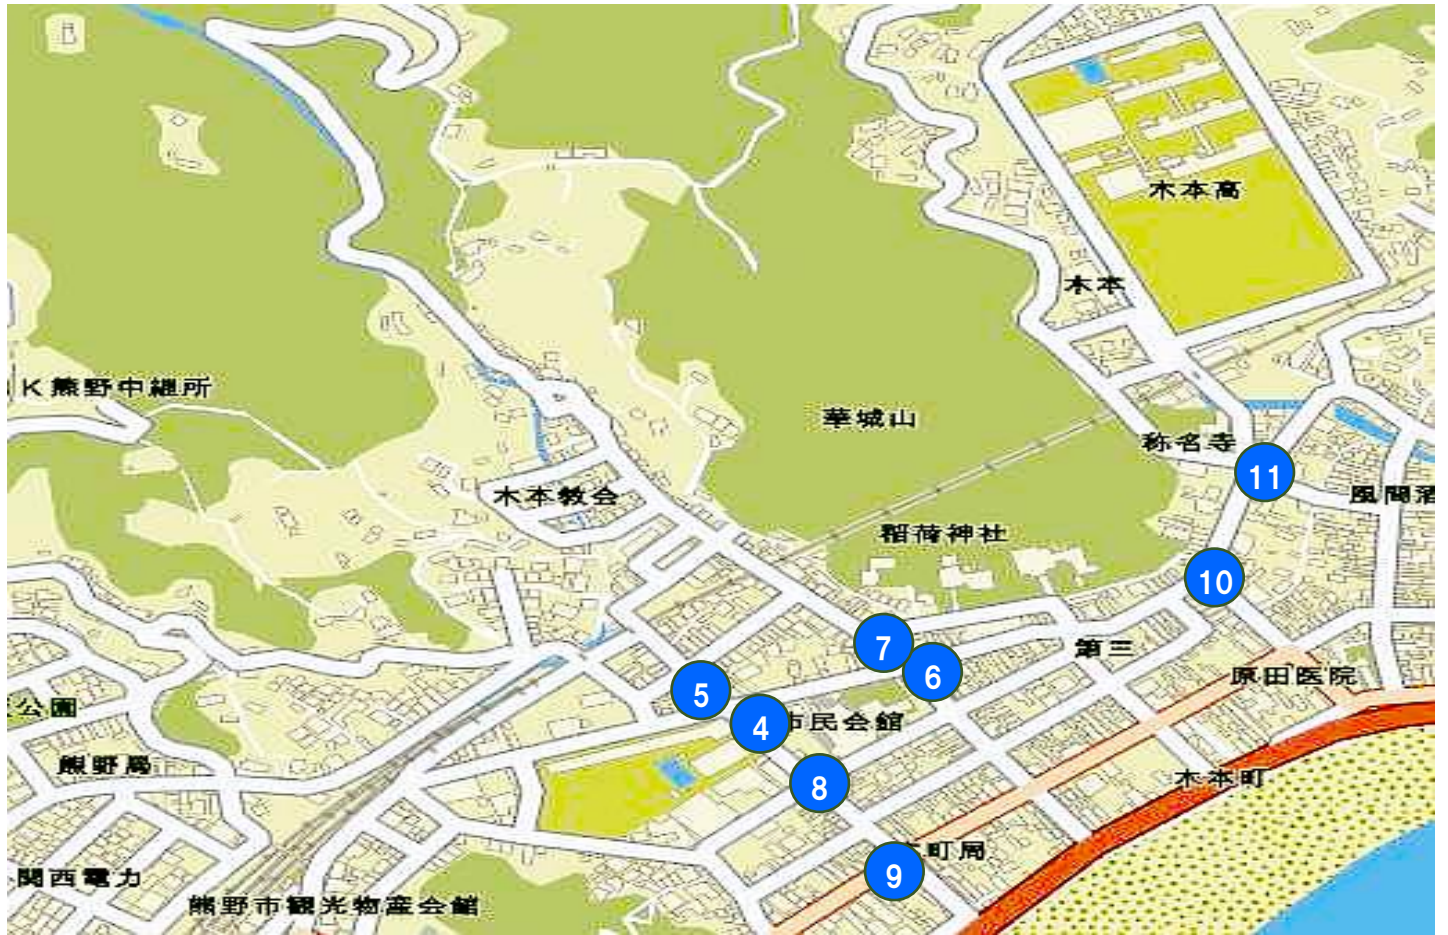 木本高
木本
K熊野中継所
華城山
称名寺
11
木本教会
風間酒
稲荷神社
10
7
第三
6
原田医院
5
公園
4
市民会館
熊野局
木本町
8
町局
9
関西電力
熊野市観光物産会館